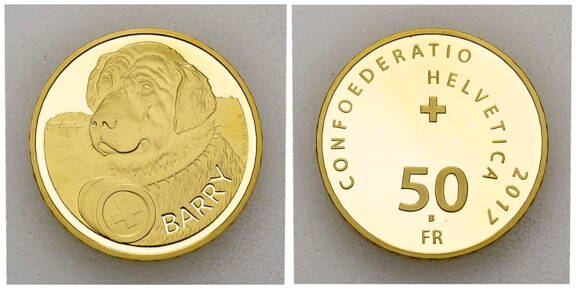 BARRY
CONFOEDERATIO
HELVETICA 2017
50
B
FR